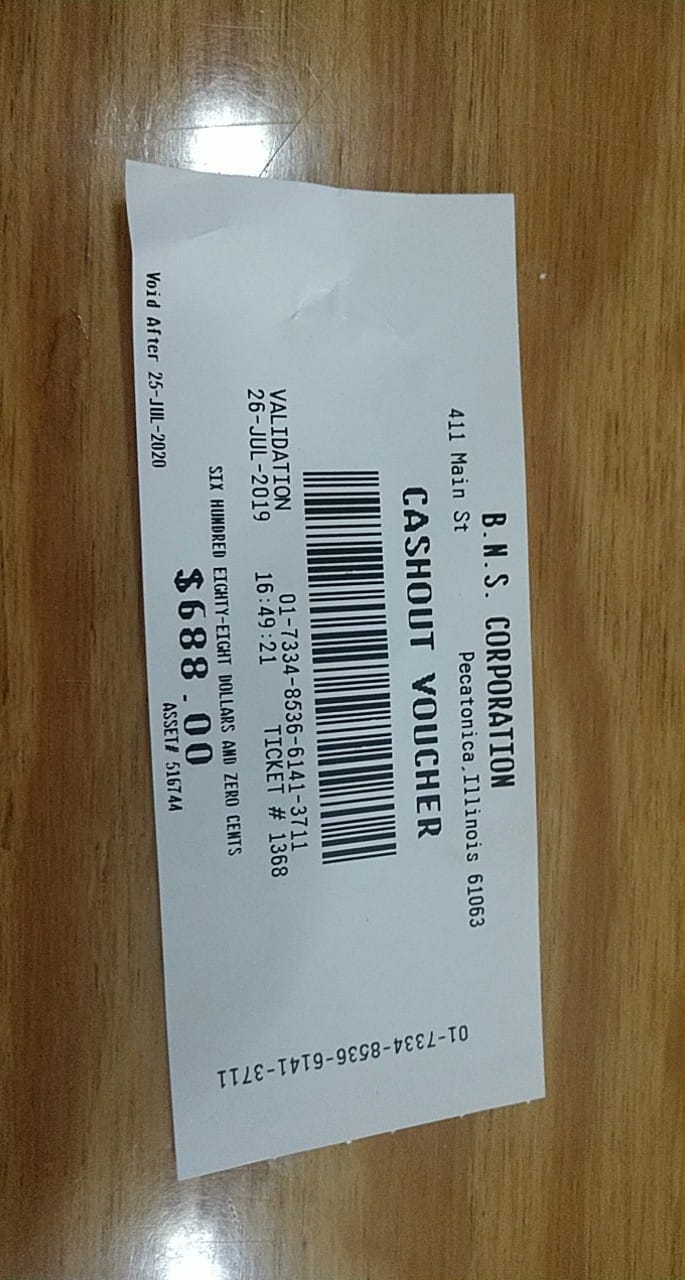 B.N.S. CORPORATION
411 Main St Pecatonica,Illinois 61063
CASHOUT VOUCHER
VALIDATION 01-7334-8536-6141-3711
26-JUL-2019 16:49:21 TICKET # 1368
SIX HUNDRED EIGHTY-EIGHT DOLLARS AND ZERO CENTS
$688.00
Void After 25-JUL-2020 ASSET# 516744
01-7334-8536-6141-3711